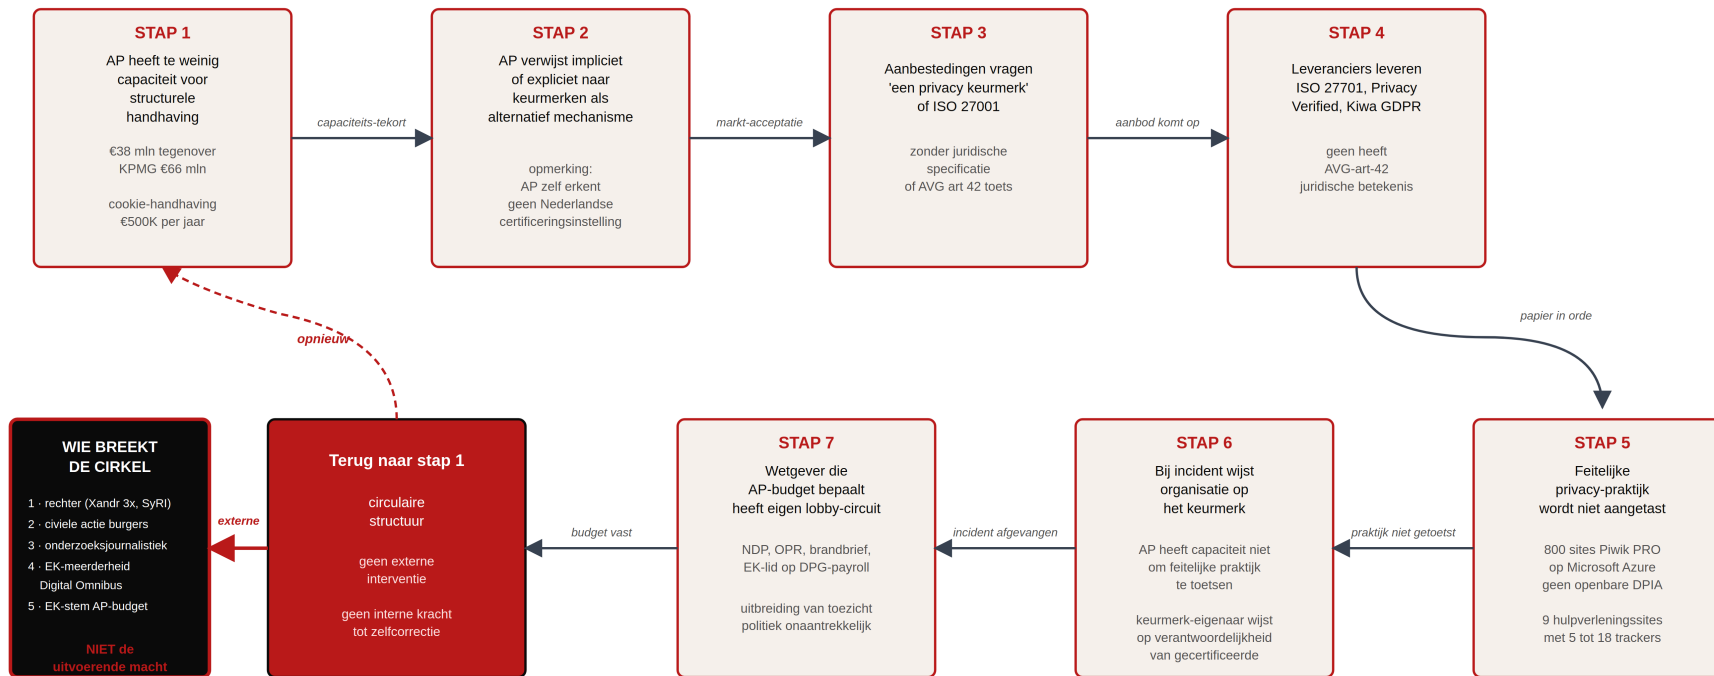 STAP 1
AP heeft te weinig
capaciteit voor
structurele
handhaving
€38 mln tegenover
KPMG €66 mln
cookie-handhaving
€500K per jaar
capaciteits-tekort
STAP 2
AP verwijst impliciet
of expliciet naar
keurmerken als
alternatief mechanisme
opmerking:
AP zelf erkent
geen Nederlandse
certificeringsinstelling
markt-acceptatie
STAP 3
Aanbestedingen vragen
'een privacy keurmerk'
of ISO 27001
zonder juridische
specificatie
of AVG art 42 toets
aanbod komt op
STAP 4
Leveranciers leveren
ISO 27701, Privacy
Verified, Kiwa GDPR
geen heeft
AVG-art-42
juridische betekenis
papier in orde
STAP 5
Feitelijke
privacy-praktijk
wordt niet aangetast
800 sites Piwik PRO
op Microsoft Azure
geen openbare DPIA
9 hulpverleningssites
met 5 tot 18 trackers
praktijk niet getoetst
STAP 6
Bij incident wijst
organisatie op
het keurmerk
AP heeft capaciteit niet
om feitelijke praktijk
te toetsen
keurmerk-eigenaar wijst
op verantwoordelijkheid
van gecertificeerde
incident afgevangen
STAP 7
Wetgever die
AP-budget bepaalt
heeft eigen lobby-circuit
NDP, OPR, brandbrief,
EK-lid op DPG-payroll
uitbreiding van toezicht
politiek onaantrekkelijk
budget vast
Terug naar stap 1
circulaire
structuur
geen externe
interventie
geen interne kracht
tot zelfcorrectie
opnieuw
externe
WIE BREEKT
DE CIRKEL
1 · rechter (Xandr 3x, SyRI)
2 · civiele actie burgers
3 · onderzoeksjournalistiek
4 · EK-meerderheid
Digital Omnibus
5 · EK-stem AP-budget
NIET de
uitvoerende macht